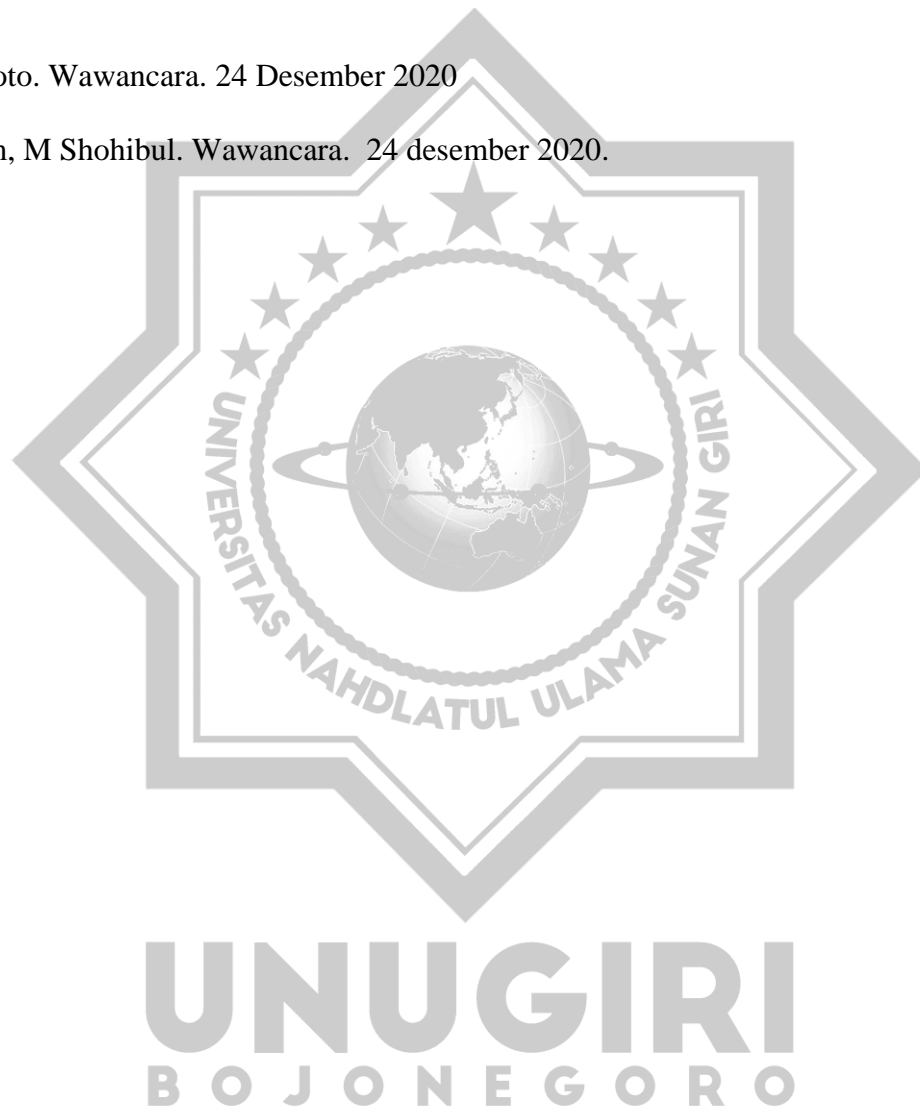 oto. Wawancara. 24 Desember 2020
n, M Shohibul. Wawancara.  24 desember 2020.
UNIVERSITAS NAHDLATUL ULAMA SUNAN GIRI
UNUGIRI
BOJONEGORO